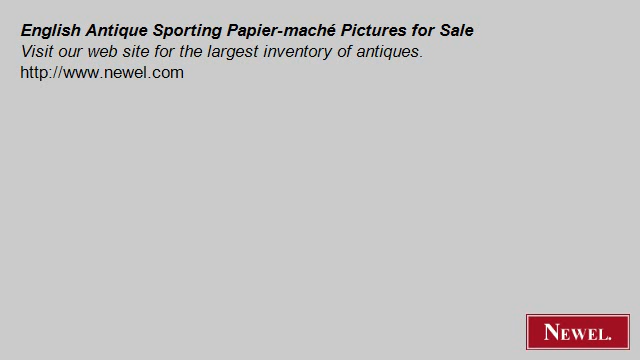 English Antique Sporting Papier-maché Pictures for Sale
Visit our web site for the largest inventory of antiques.
http://www.newel.com
NEWEL.